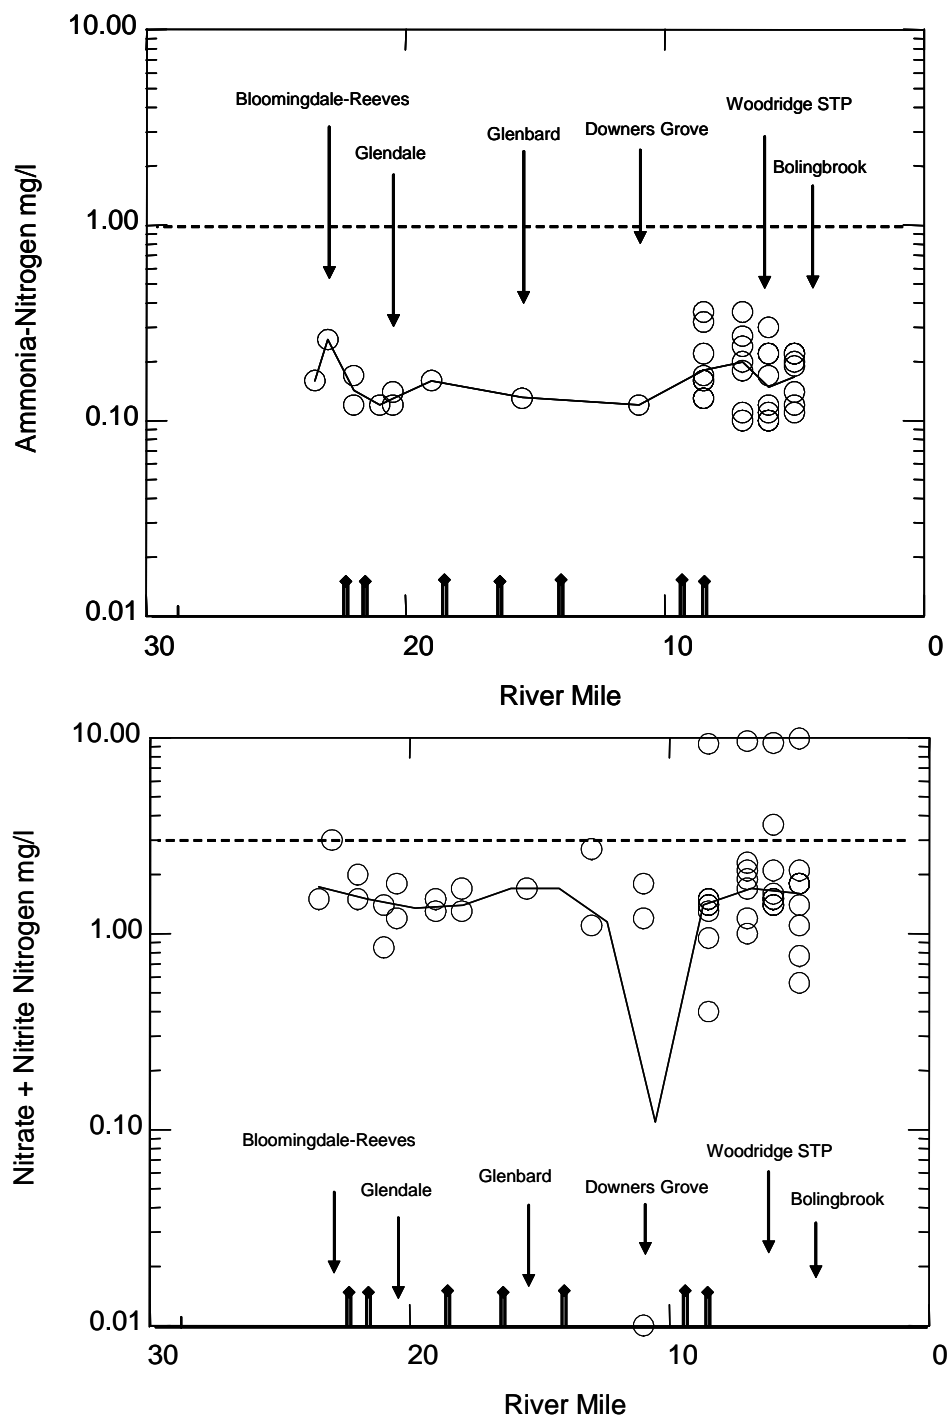 10.00
Bloomingdale-Reeves
Woodridge STP
Glenbard
Downers Grove
Glendale
Bolingbrook
1.00
Ammonia-Nitrogen mg/l
0.10
0.01
30
20
10
0
River Mile
10.00
1.00
Nitrate + Nitrite Nitrogen mg/l
0.10
Bloomingdale-Reeves
Woodridge STP
Glenbard
Glendale
Downers Grove
Bolingbrook
0.01
30
20
10
0
River Mile